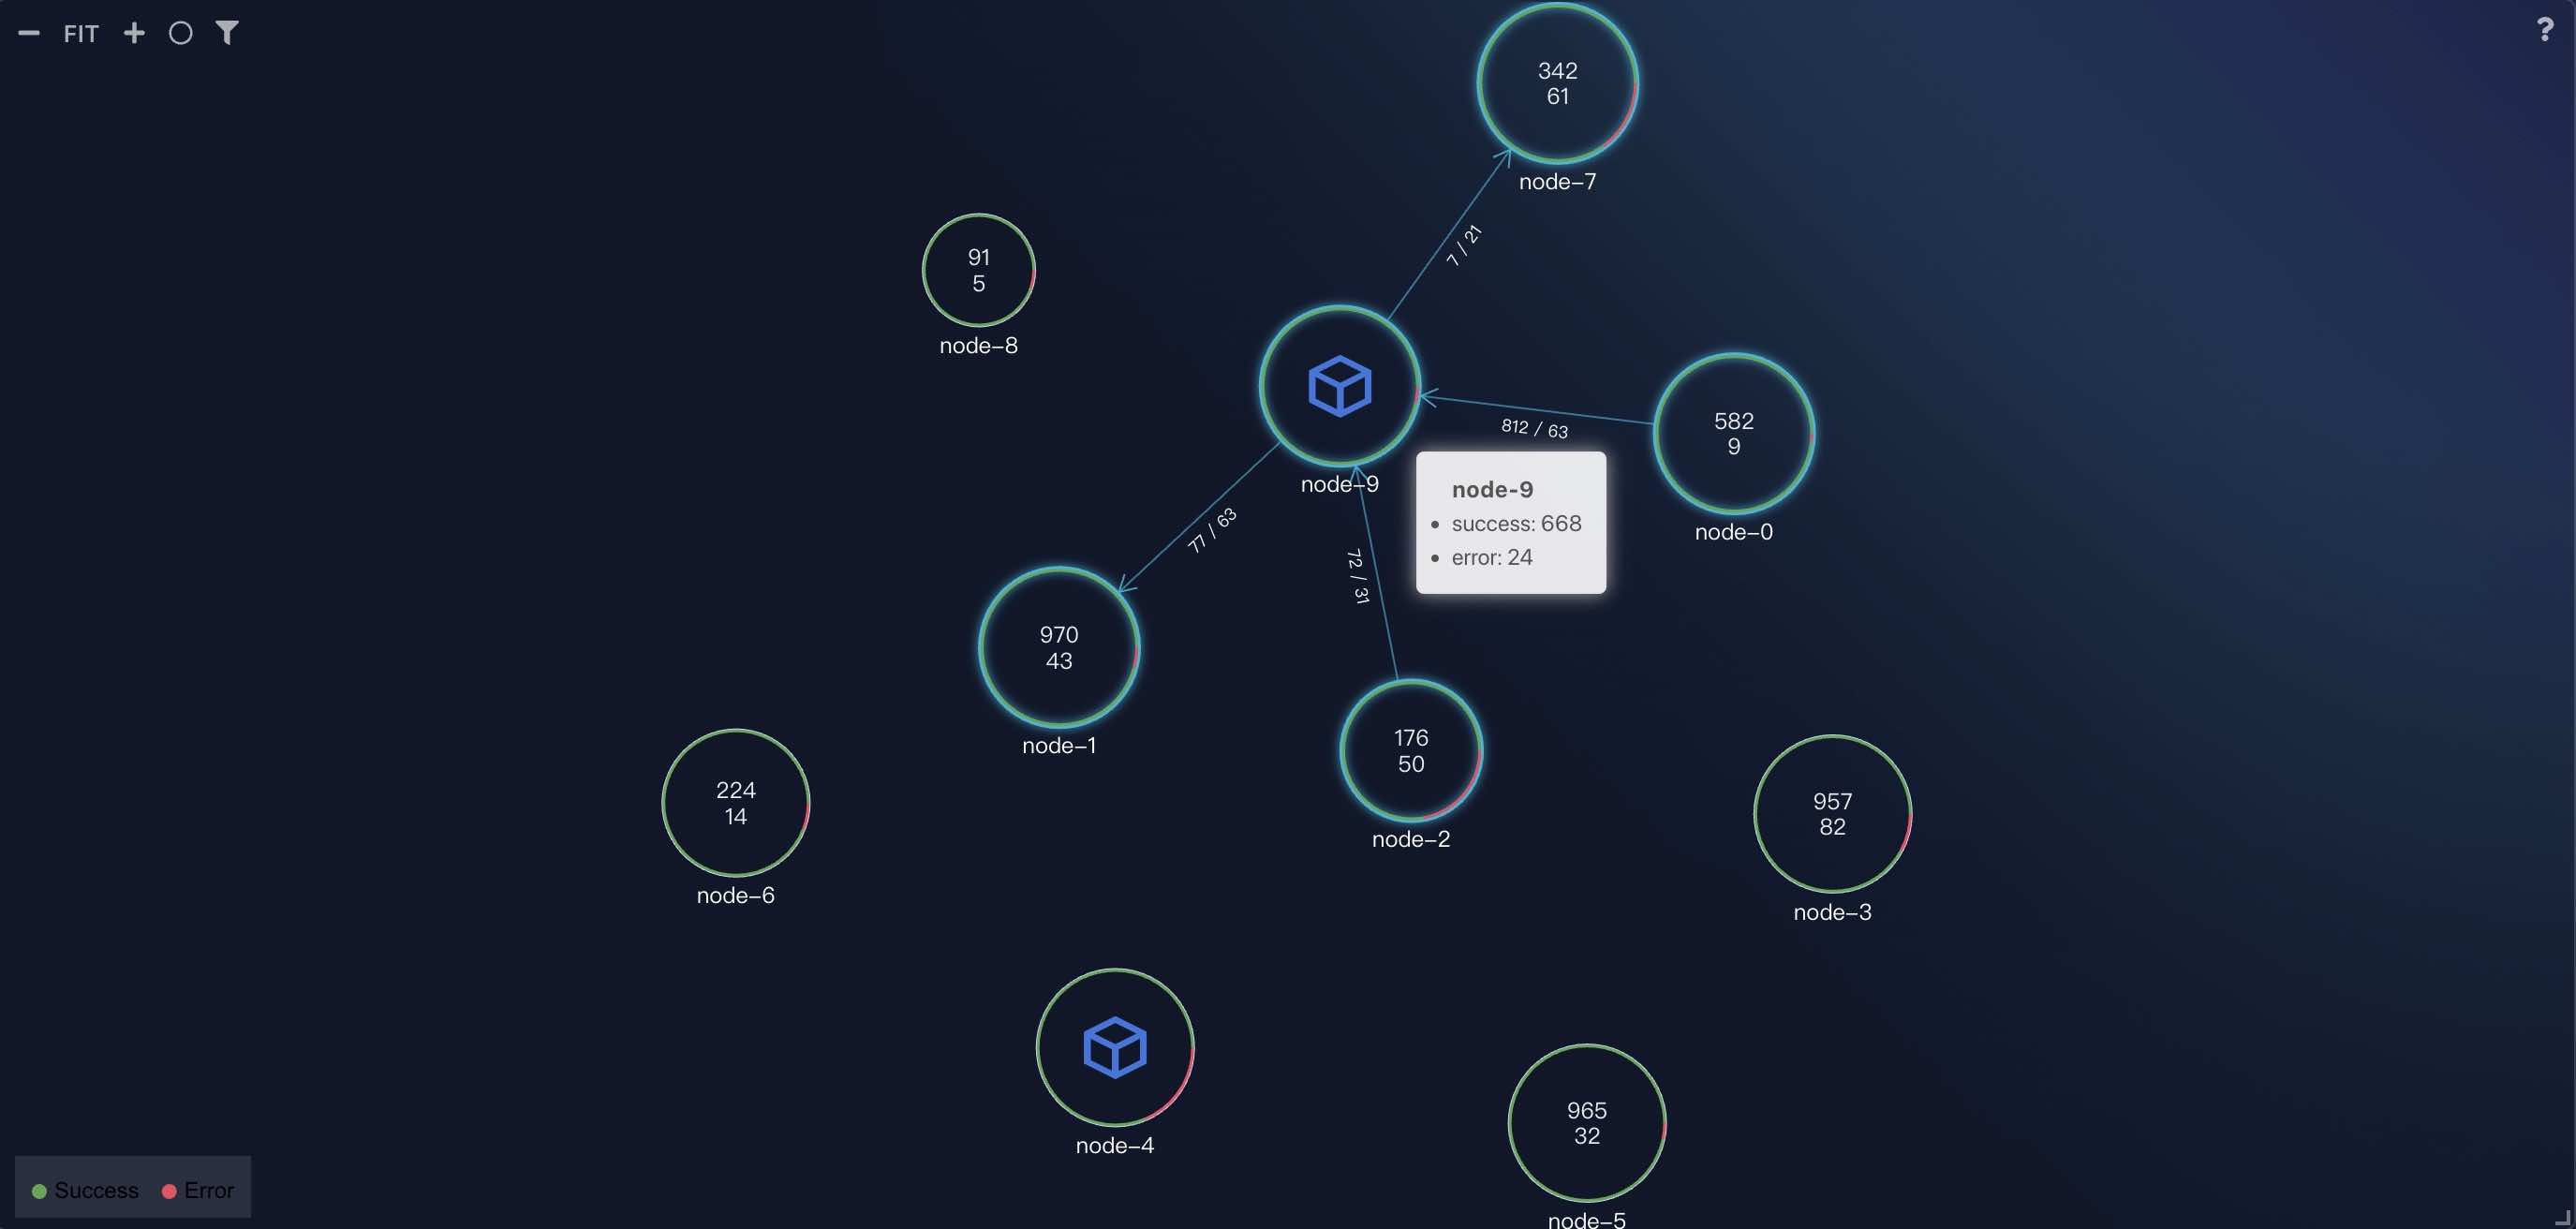 FIT
?
342
61
node-7
7 / 21
91
5
node-8
node-9
812 / 63
582
9
node-0
node-9
• success: 668
• error: 24
77 / 63
72 / 31
970
43
node-1
176
50
node-2
224
14
node-6
957
82
node-3
node-4
965
32
node-5
Success
Error